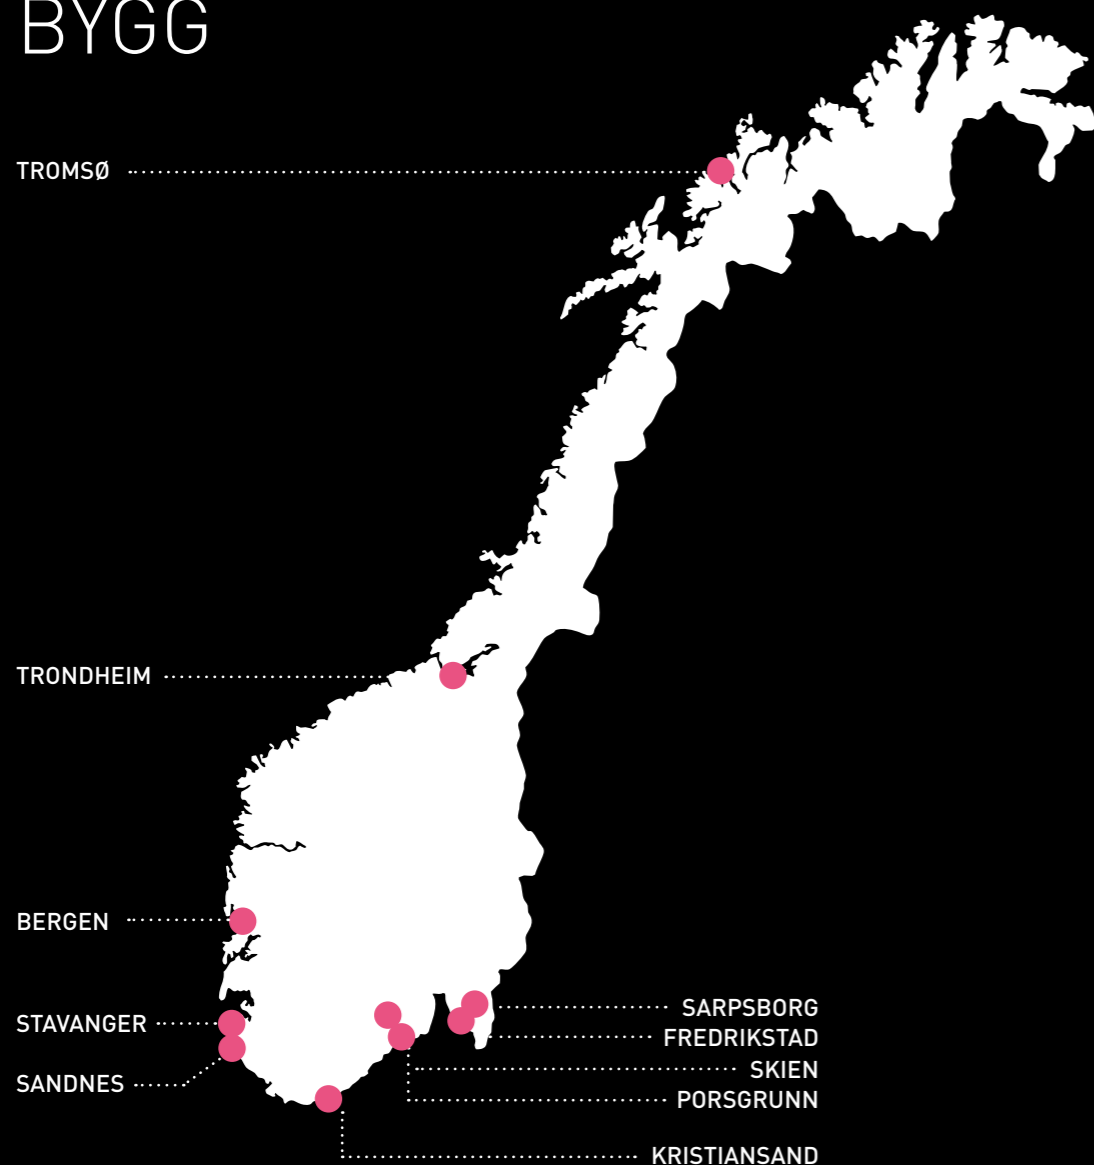 BYGG
TROMSØ
TRONDHEIM
BERGEN
STAVANGER
SANDNES
SARPSBORG
FREDRIKSTAD
SKIEN
PORSGRUNN
KRISTIANSAND